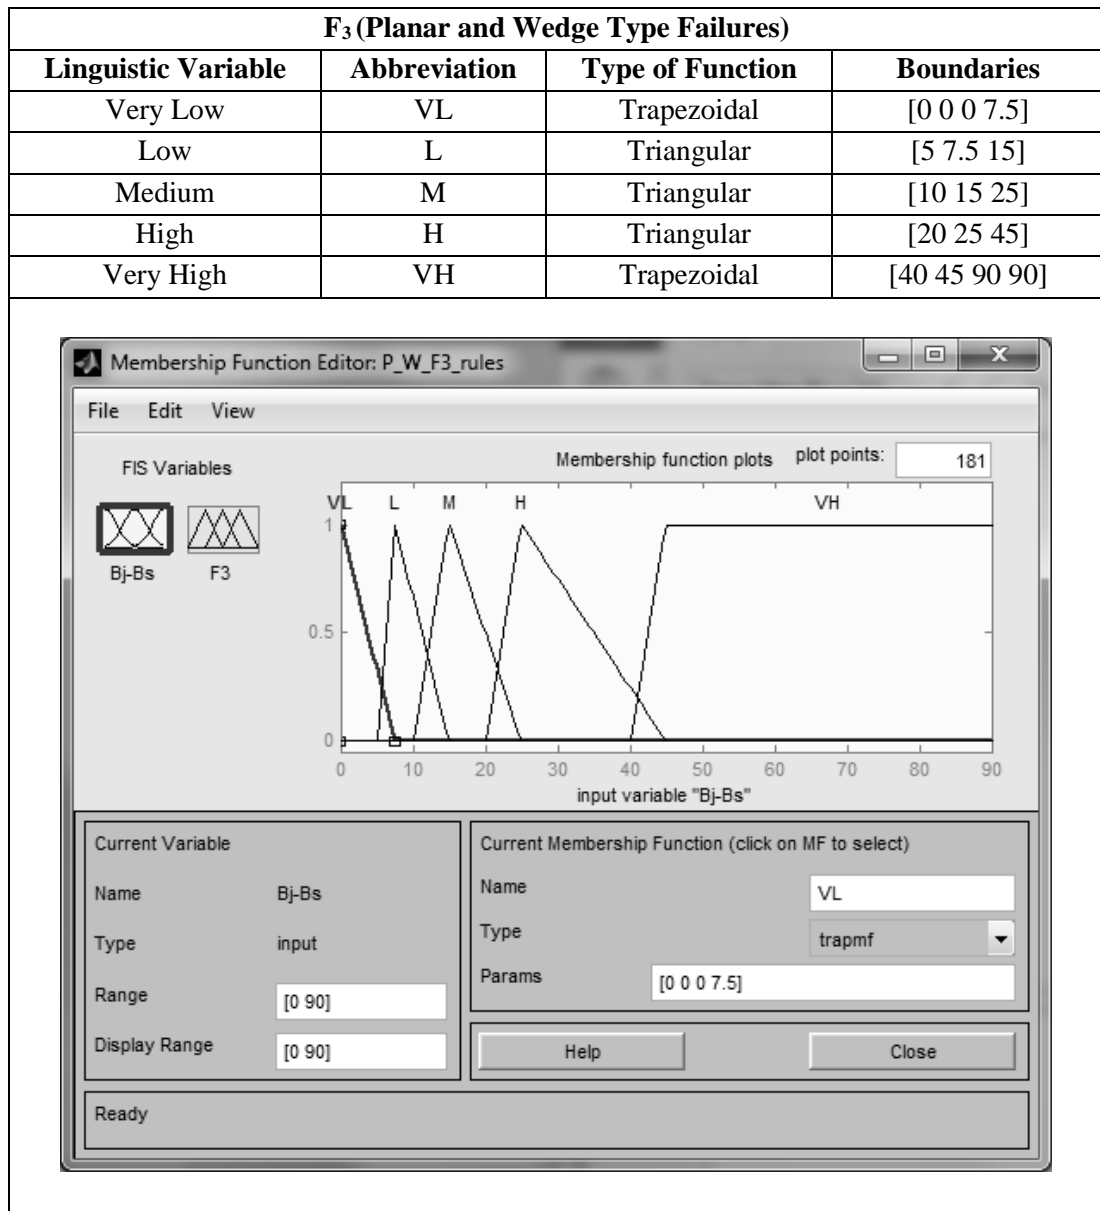 F3 (Planar and Wedge Type Failures)
Linguistic Variable Abbreviation Type of Function Boundaries
Very Low VL Trapezoidal [0 0 0 7.5]
Low L Triangular [5 7.5 15]
Medium M Triangular [10 15 25]
High H Triangular [20 25 45]
Very High VH Trapezoidal [40 45 90 90]
Membership Function Editor: P_W_F3_rules
File Edit View
FIS Variables
Membership function plots plot points: 181
VL L M H VH
1
Bj-Bs F3
0.5
0
0 10 20 30 40 50 60 70 80 90
input variable "Bj-Bs"
Current Variable
Name Bj-Bs
Type input
Range [0 90]
Display Range [0 90]
Current Membership Function (click on MF to select)
Name VL
Type trapmf
Params [0 0 0 7.5]
Help Close
Ready